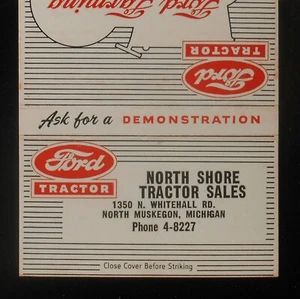 to Ford Farming
Ford
TRACTOR
Ask for a DEMONSTRATION
Ford
TRACTOR
NORTH SHORE
TRACTOR SALES
1350 N. WHITEHALL RD.
NORTH MUSKEGON, MICHIGAN
Phone 4-8227
Close Cover Before Striking